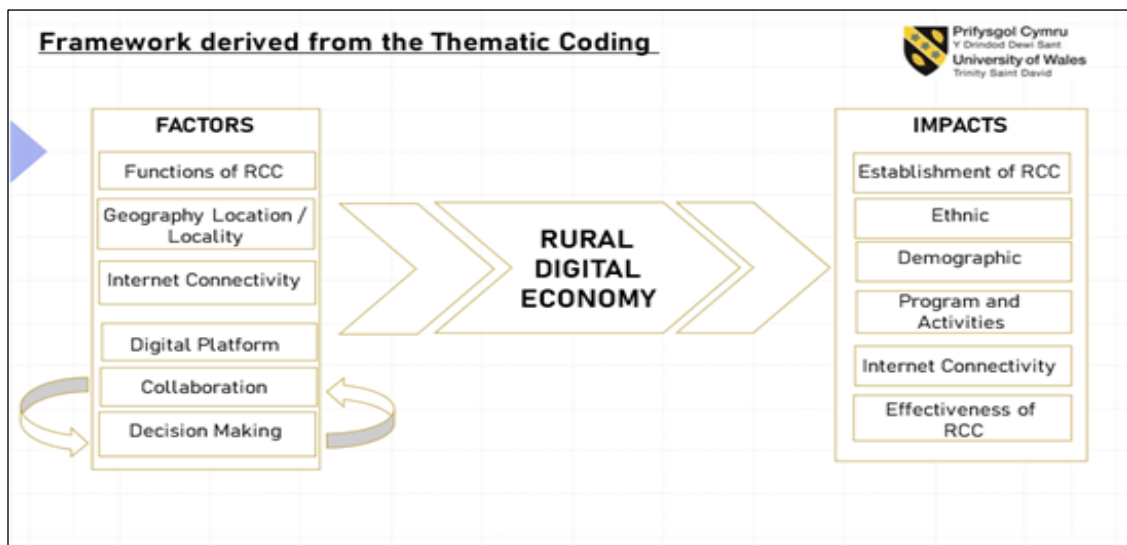 Framework derived from the Thematic Coding
Prifysgol Cymru
Y Drindod Dewi Sant
University of Wales
Trinity Saint David
FACTORS
Functions of RCC
Geography Location /
Locality
Internet Connectivity
Digital Platform
Collaboration
Decision Making
RURAL
DIGITAL
ECONOMY
IMPACTS
Establishment of RCC
Ethnic
Demographic
Program and
Activities
Internet Connectivity
Effectiveness of
RCC